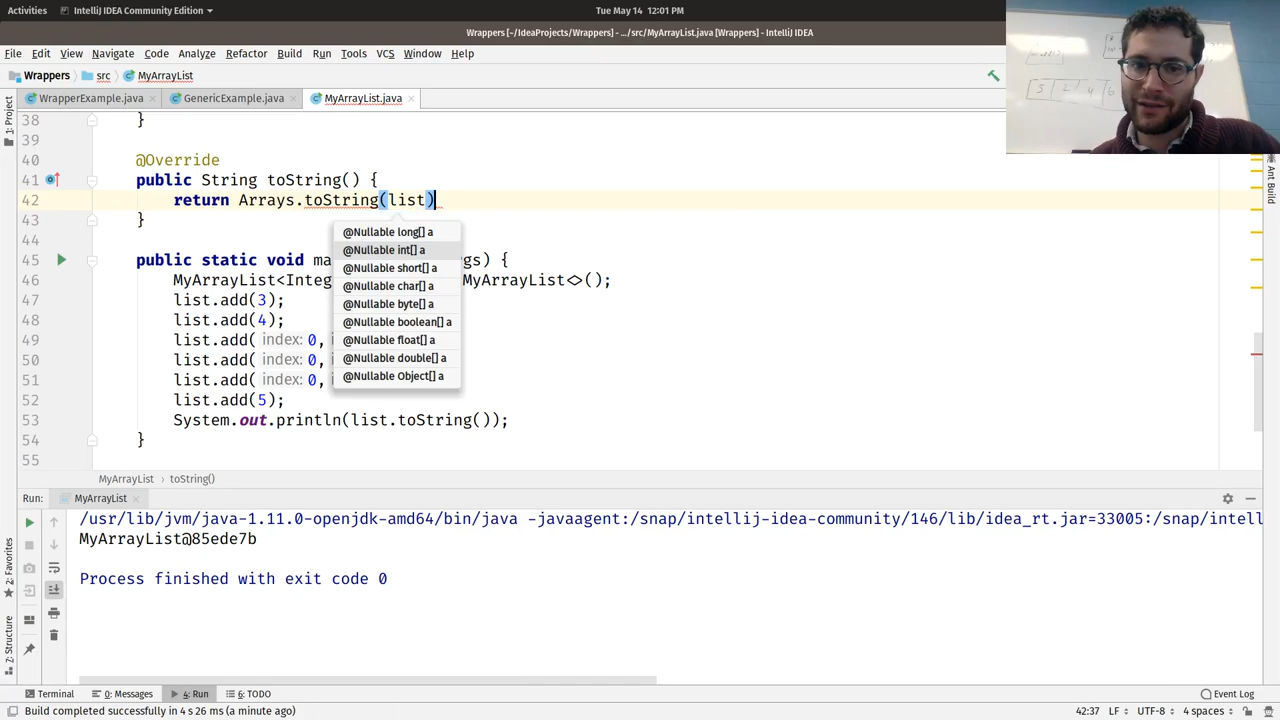 Activities IntelliJ IDEA Community Edition Tue May 14 12:01 PM
Wrappers [~/IdeaProjects/Wrappers] - .../src/MyArrayList.java [Wrappers] - IntelliJ IDEA
File Edit View Navigate Code Analyze Refactor Build Run Tools VCS Window Help
Wrappers src MyArrayList
WrapperExample.java GenericExample.java MyArrayList.java
1: Project
Ant Build
38 }
39
40 @Override
41 public String toString() {
42 return Arrays.toString(list)
43 }
44
45 public static void ma gs) {
46 MyArrayList<Integ MyArrayList<>();
47 list.add(3);
48 list.add(4);
49 list.add( index: 0,
50 list.add( index: 0,
51 list.add( index: 0,
52 list.add(5);
53 System.out.println(list.toString());
54 }
55
@Nullable long[] a
@Nullable int[] a
@Nullable short[] a
@Nullable char[] a
@Nullable byte[] a
@Nullable boolean[] a
@Nullable float[] a
@Nullable double[] a
@Nullable Object[] a
MyArrayList › toString()
Run: MyArrayList
/usr/lib/jvm/java-1.11.0-openjdk-amd64/bin/java -javaagent:/snap/intellij-idea-community/146/lib/idea_rt.jar=33005:/snap/intell
MyArrayList@85ede7b
Process finished with exit code 0
2: Favorites
7: Structure
Terminal 0: Messages 4: Run 6: TODO Event Log
Build completed successfully in 4 s 26 ms (a minute ago) 42:37 LF UTF-8 4 spaces